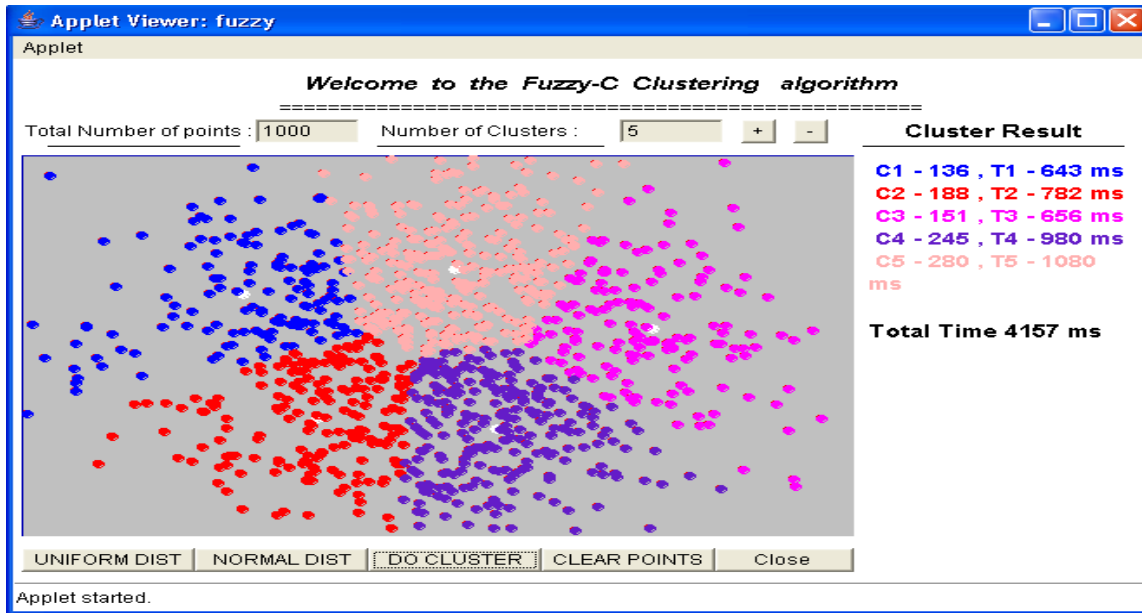 Applet Viewer: fuzzy
Applet
Welcome to the Fuzzy-C Clustering algorithm
=======================================================
Total Number of points : 1000 Number of Clusters : 5 + -
Cluster Result
C1 - 136 , T1 - 643 ms
C2 - 188 , T2 - 782 ms
C3 - 151 , T3 - 656 ms
C4 - 245 , T4 - 980 ms
C5 - 280 , T5 - 1080
ms
Total Time 4157 ms
UNIFORM DIST NORMAL DIST DO CLUSTER CLEAR POINTS Close
Applet started.